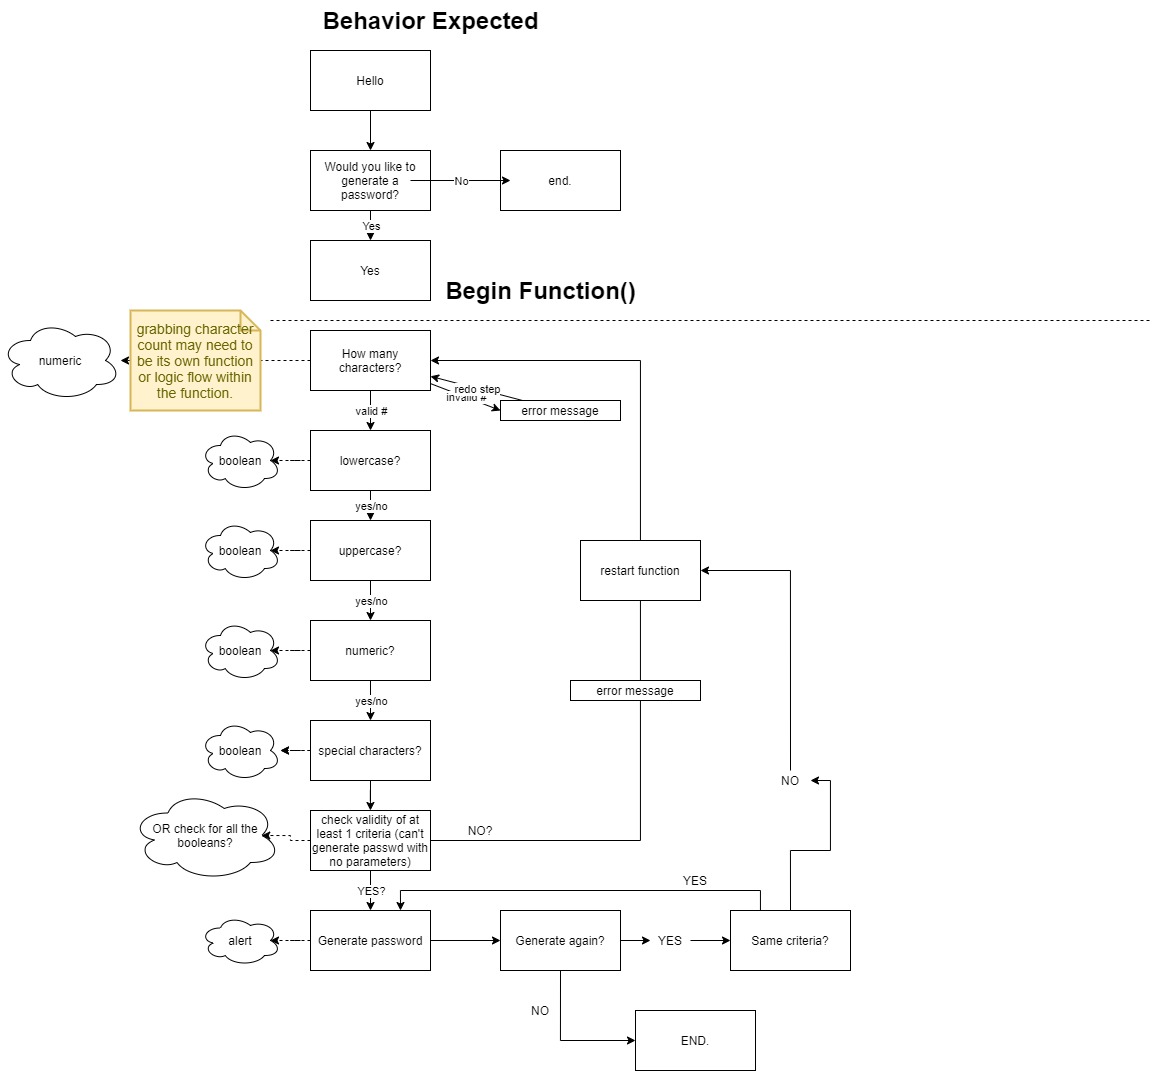 Behavior Expected
Hello
Would you like to
generate a
password?
No
end.
Yes
Yes
Begin Function()
grabbing character
count may need to
be its own function
or logic flow within
the function.
numeric
How many
characters?
redo step
invalid #
error message
valid #
boolean
lowercase?
yes/no
boolean
uppercase?
restart function
yes/no
boolean
numeric?
error message
yes/no
boolean
special characters?
NO
OR check for all the
booleans?
check validity of at
least 1 criteria (can't
generate passwd with
no parameters)
NO?
YES?
YES
alert
Generate password
Generate again?
YES
Same criteria?
NO
END.